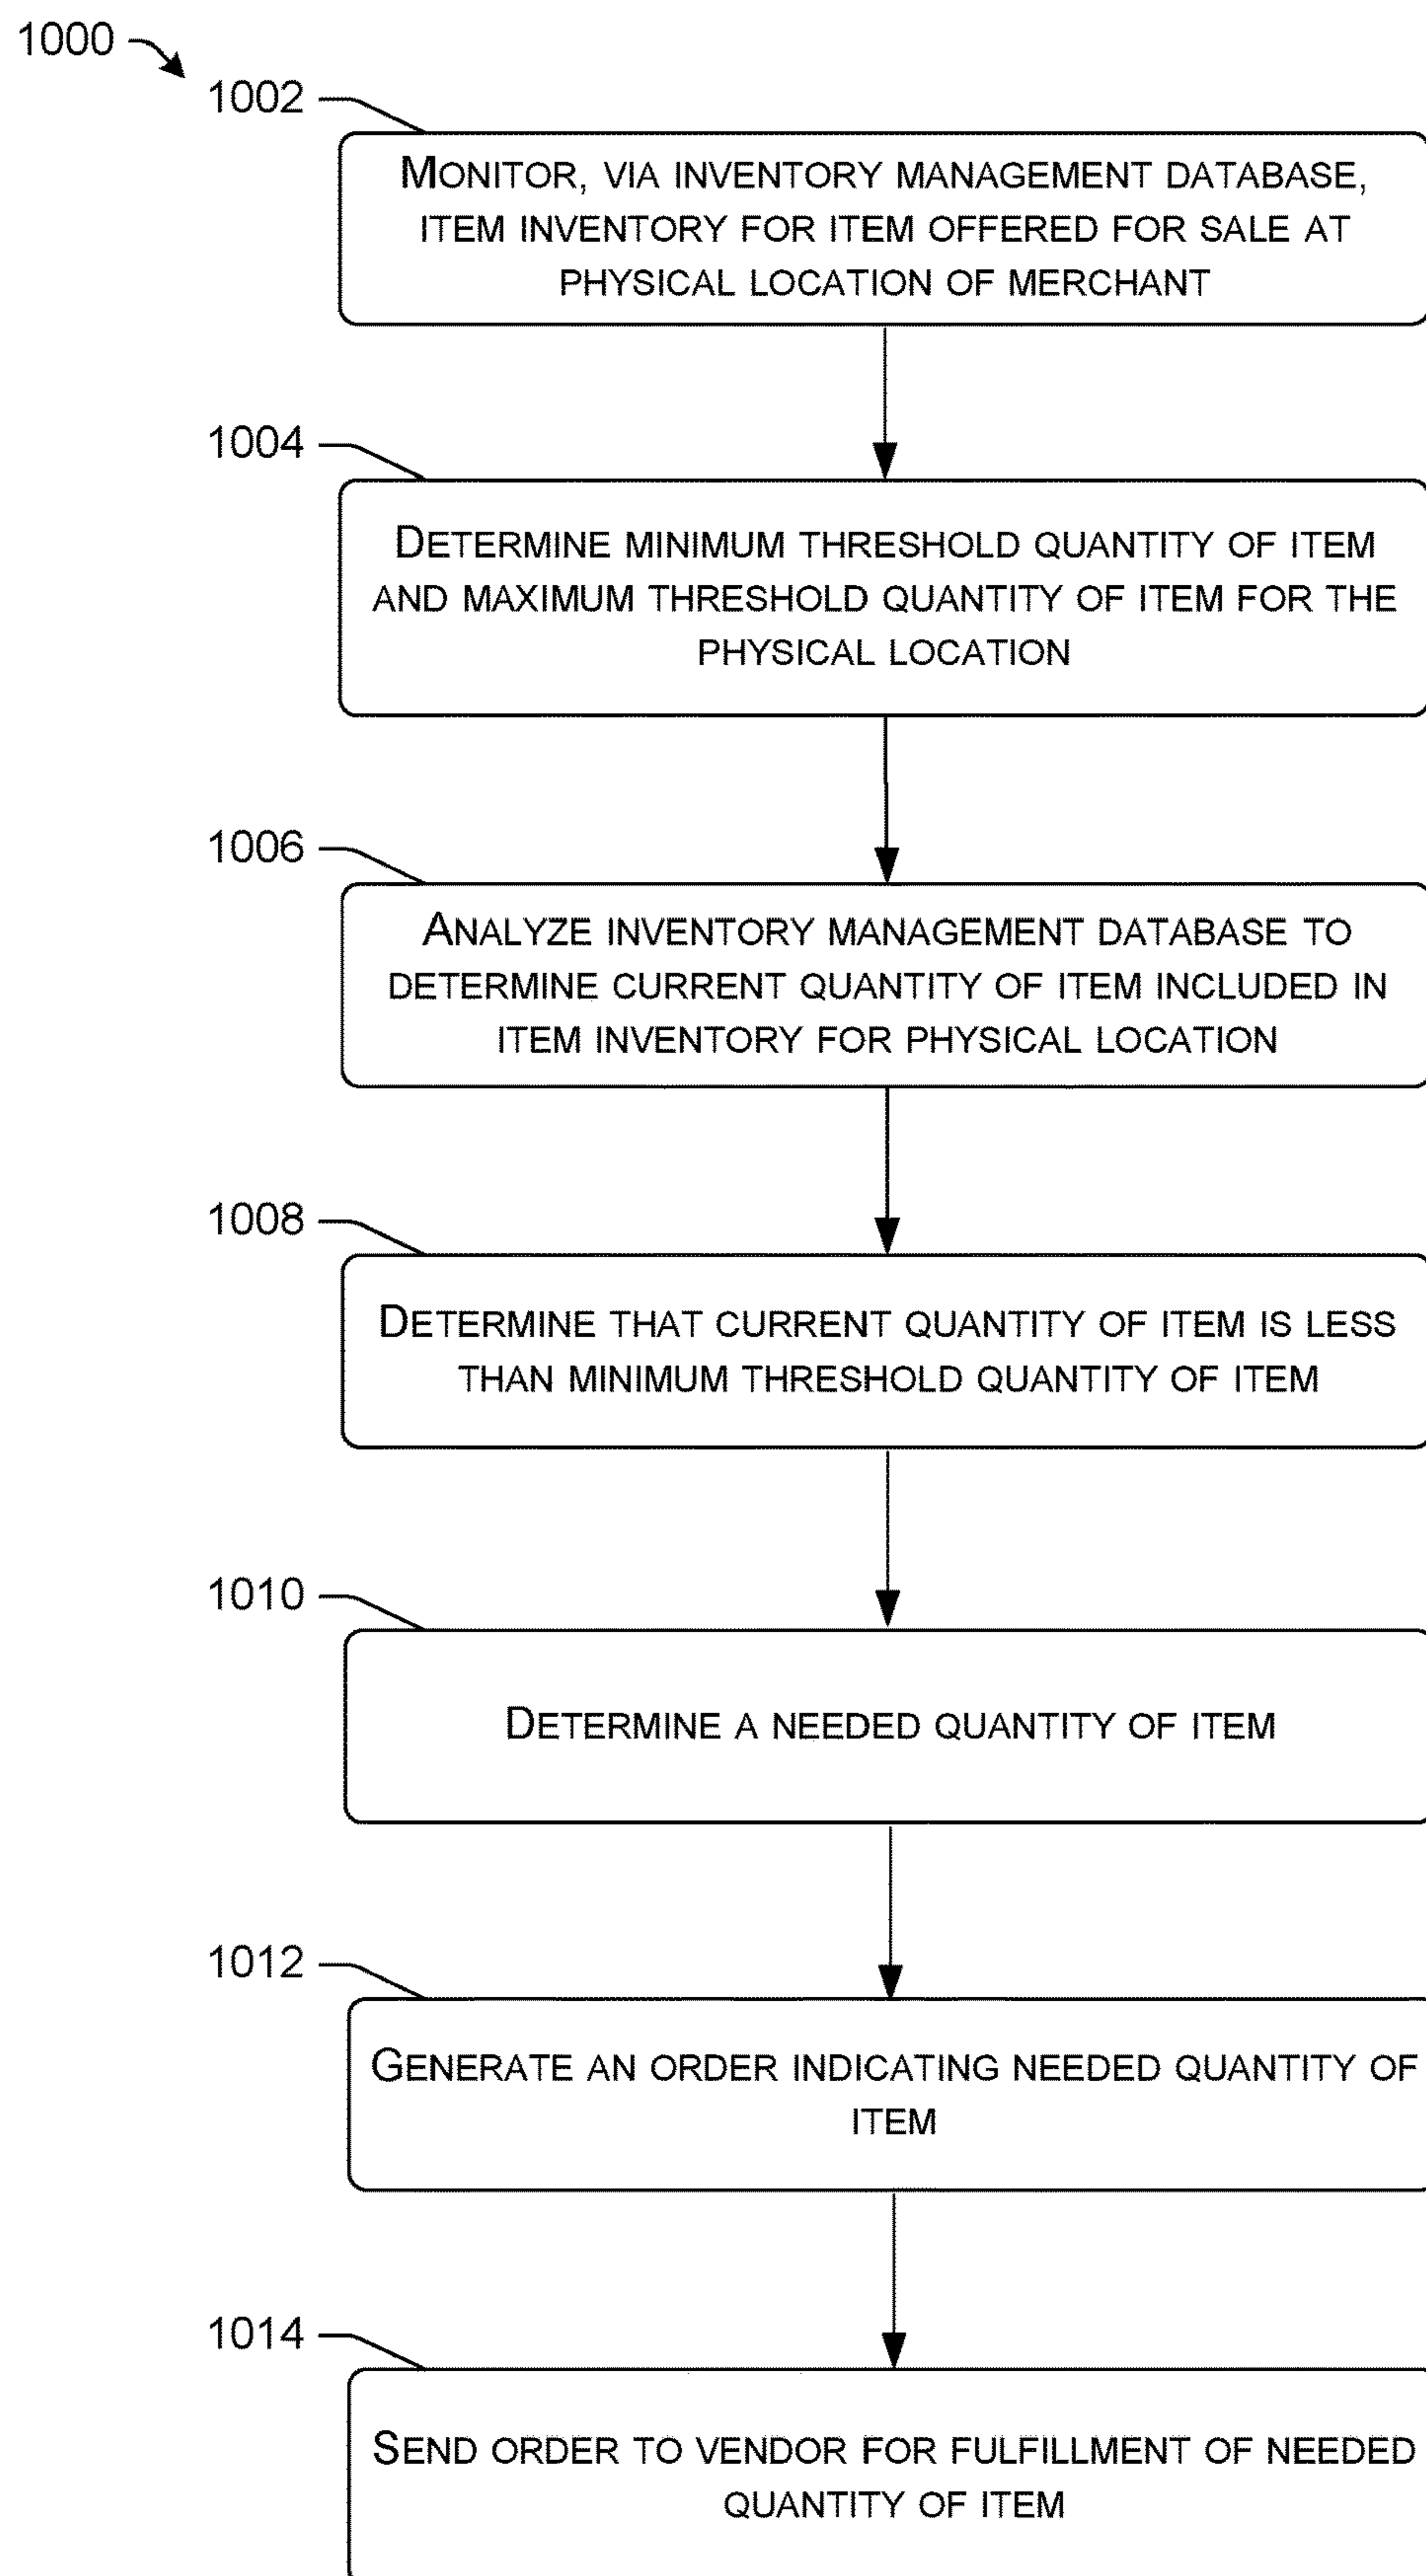 1000
1002
MONITOR, VIA INVENTORY MANAGEMENT DATABASE,
ITEM INVENTORY FOR ITEM OFFERED FOR SALE AT
PHYSICAL LOCATION OF MERCHANT
1004
DETERMINE MINIMUM THRESHOLD QUANTITY OF ITEM
AND MAXIMUM THRESHOLD QUANTITY OF ITEM FOR THE
PHYSICAL LOCATION
1006
ANALYZE INVENTORY MANAGEMENT DATABASE TO
DETERMINE CURRENT QUANTITY OF ITEM INCLUDED IN
ITEM INVENTORY FOR PHYSICAL LOCATION
1008
DETERMINE THAT CURRENT QUANTITY OF ITEM IS LESS
THAN MINIMUM THRESHOLD QUANTITY OF ITEM
1010
DETERMINE A NEEDED QUANTITY OF ITEM
1012
GENERATE AN ORDER INDICATING NEEDED QUANTITY OF
ITEM
1014
SEND ORDER TO VENDOR FOR FULFILLMENT OF NEEDED
QUANTITY OF ITEM